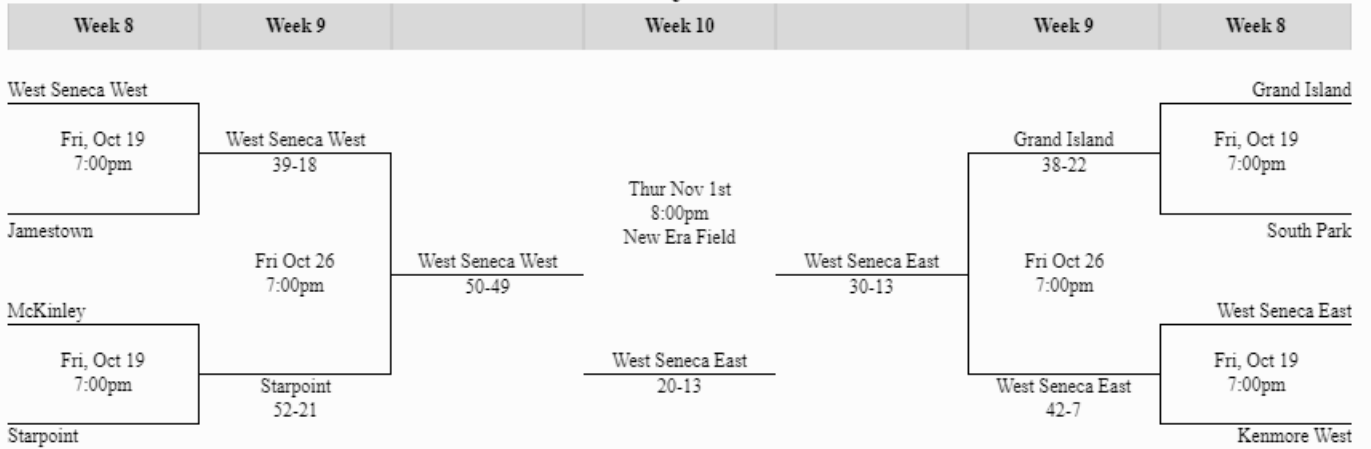 Week 8
Week 9
Week 10
Week 9
Week 8
West Seneca West
Fri, Oct 19
7:00pm
Jamestown
McKinley
Fri, Oct 19
7:00pm
Starpoint
West Seneca West
39-18
Fri Oct 26
7:00pm
Starpoint
52-21
West Seneca West
50-49
Thur Nov 1st
8:00pm
New Era Field
West Seneca East
20-13
West Seneca East
30-13
Grand Island
38-22
Fri Oct 26
7:00pm
West Seneca East
42-7
Grand Island
Fri, Oct 19
7:00pm
South Park
West Seneca East
Fri, Oct 19
7:00pm
Kenmore West